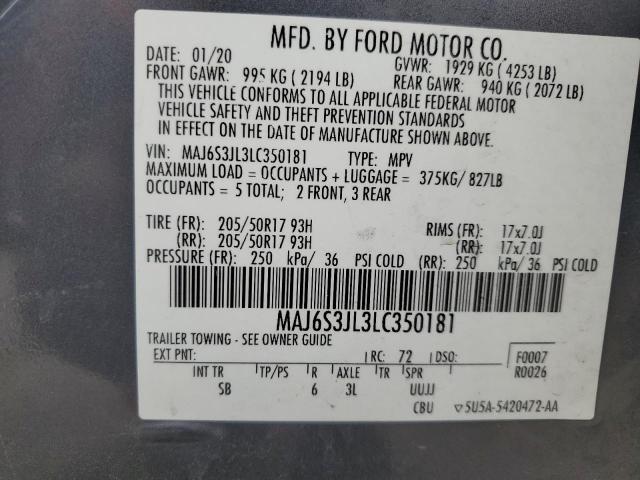 MFD. BY FORD MOTOR CO.
DATE: 01/20 GVWR: 1929 KG ( 4253 LB)
FRONT GAWR: 995 KG ( 2194 LB) REAR GAWR: 940 KG ( 2072 LB)
THIS VEHICLE CONFORMS TO ALL APPLICABLE FEDERAL MOTOR
VEHICLE SAFETY AND THEFT PREVENTION STANDARDS
IN EFFECT ON THE DATE OF MANUFACTURE SHOWN ABOVE.
VIN: MAJ6S3JL3LC350181 TYPE: MPV
MAXIMUM LOAD = OCCUPANTS + LUGGAGE = 375KG/ 827LB
OCCUPANTS = 5 TOTAL; 2 FRONT, 3 REAR
TIRE (FR): 205/50R17 93H RIMS (FR): 17x7.0J
(RR): 205/50R17 93H (RR): 17x7.0J
PRESSURE (FR): 250 kPa/ 36 PSI COLD (RR): 250 kPa/ 36 PSI COLD
MAJ6S3JL3LC350181
TRAILER TOWING - SEE OWNER GUIDE
EXT PNT: RC: 72 DSO: F0007
R0026
INT TR TP/PS R AXLE TR SPR
SB 6 3L UUJJ
CBU ▽5U5A-5420472-AA